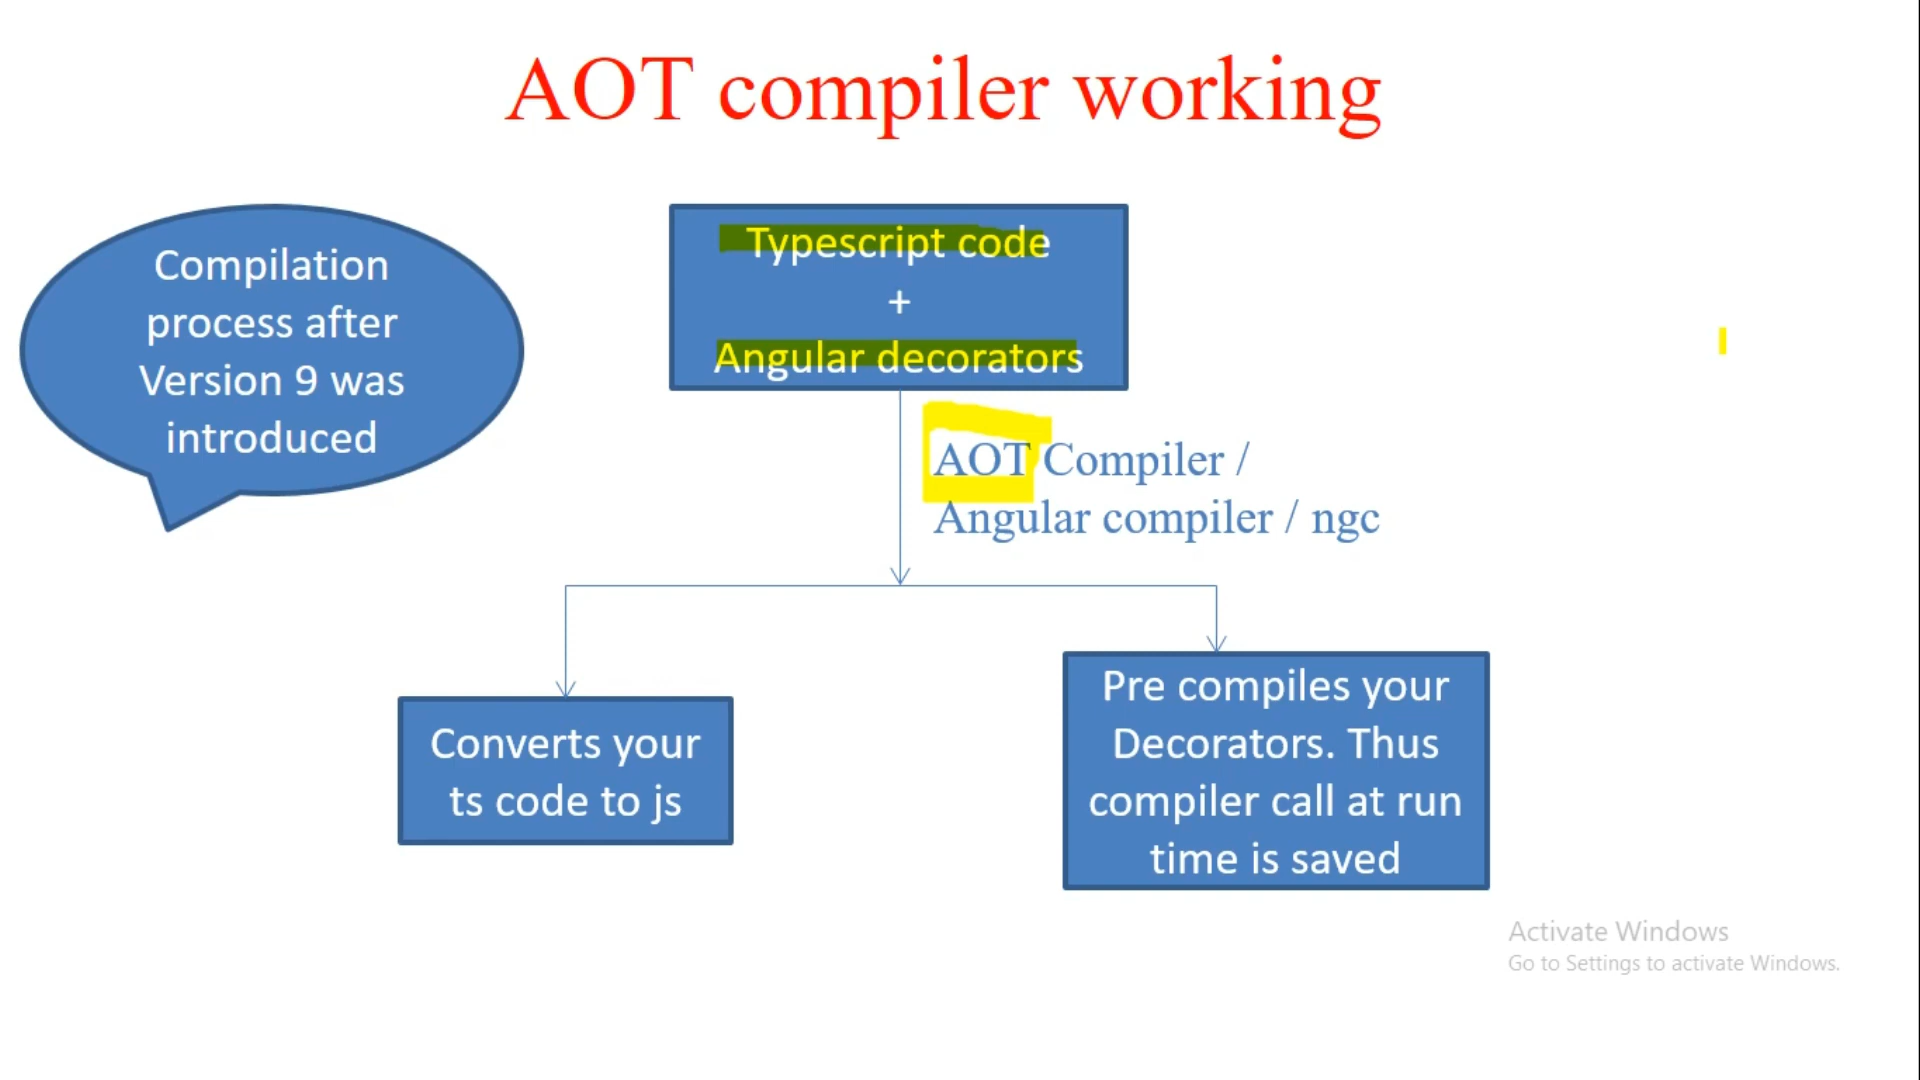 AOT compiler working
Compilation
process after
Version 9 was
introduced
Typescript code
+
Angular decorators
AOT Compiler /
Angular compiler / ngc
Converts your
ts code to js
Pre compiles your
Decorators. Thus
compiler call at run
time is saved
Activate Windows
Go to Settings to activate Windows.